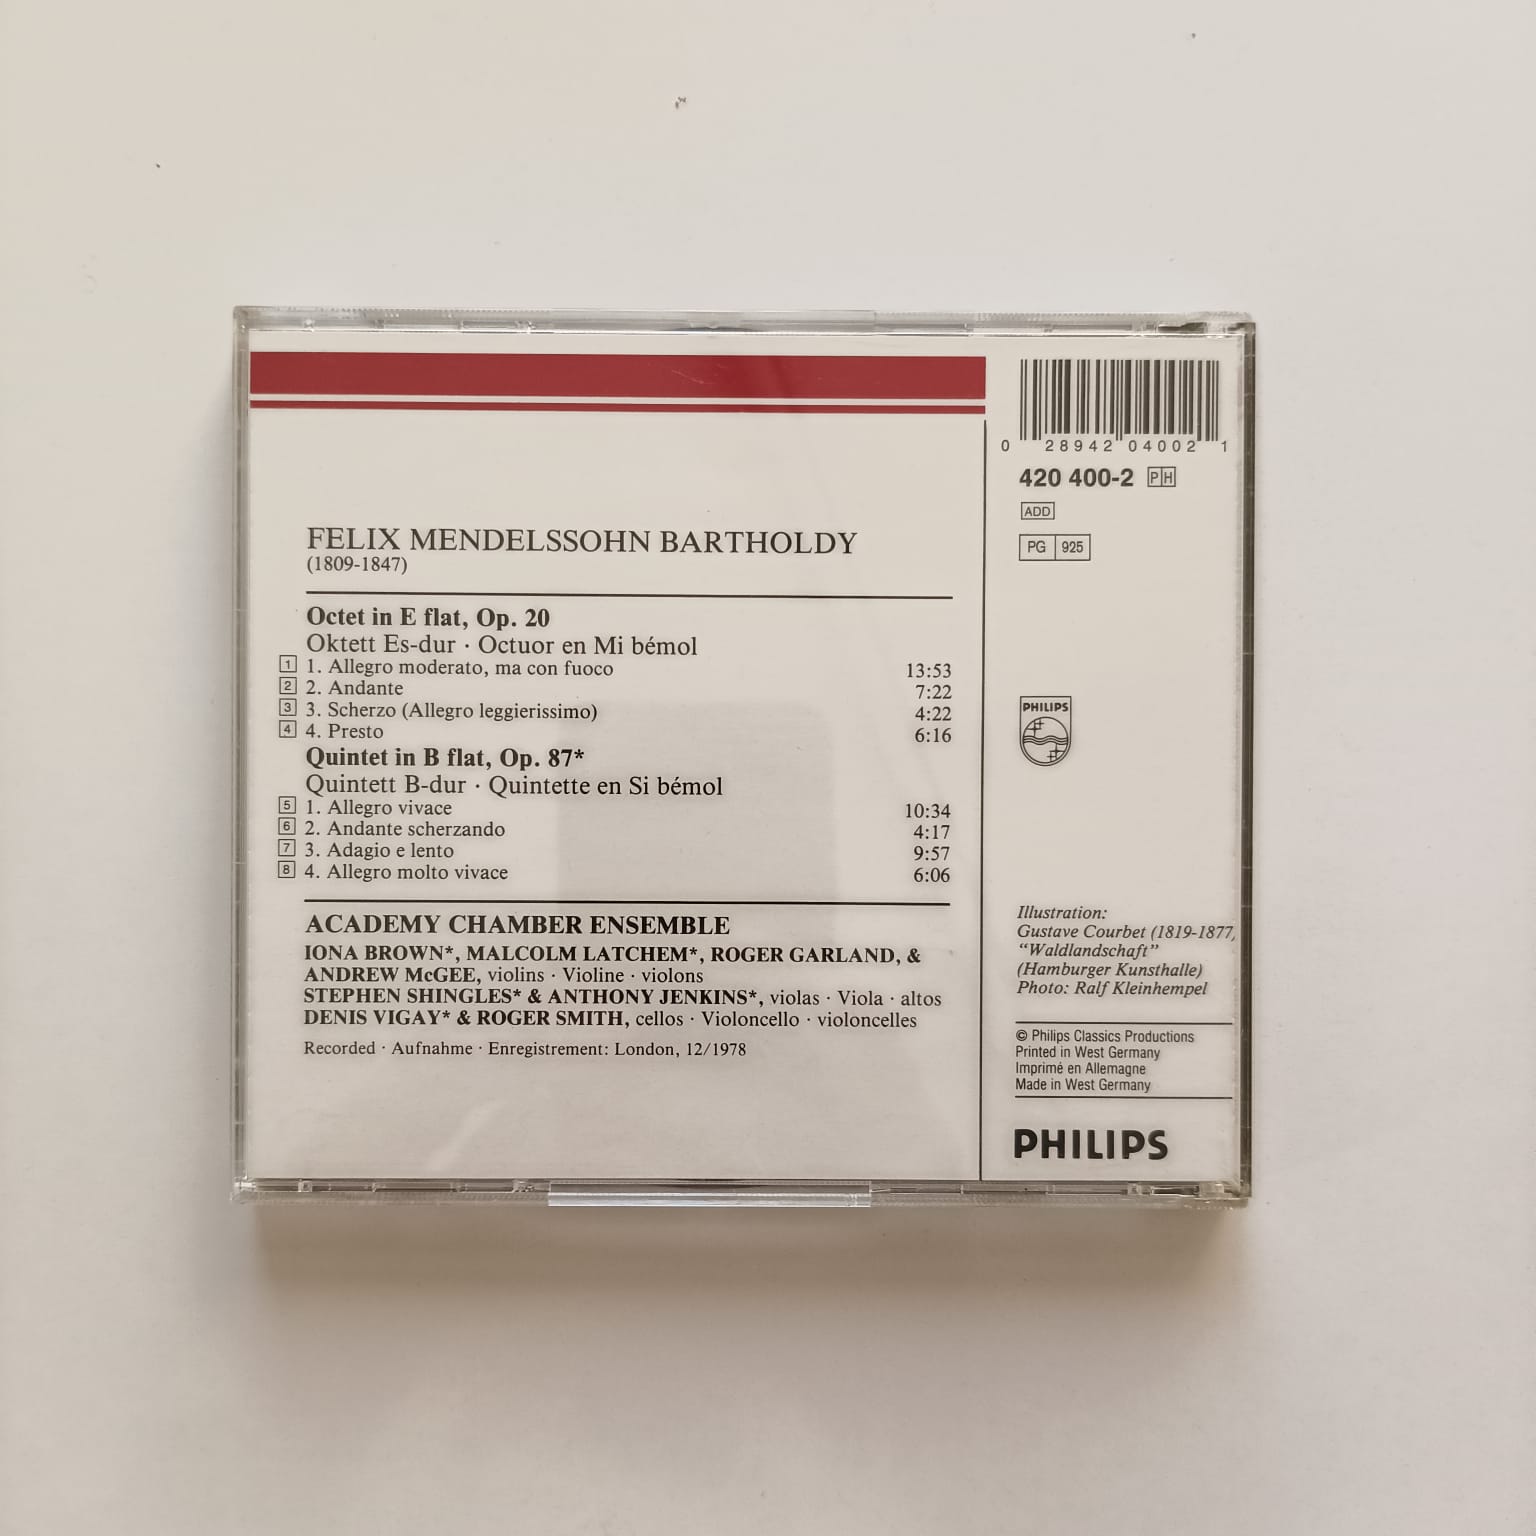 FELIX MENDELSSOHN BARTHOLDY
(1809-1847)
Octet in E flat, Op. 20
Oktett Es-dur · Octuor en Mi bémol
1 1. Allegro moderato, ma con fuoco 13:53
2 2. Andante 7:22
3 3. Scherzo (Allegro leggierissimo) 4:22
4 4. Presto 6:16
Quintet in B flat, Op. 87*
Quintett B-dur · Quintette en Si bémol
5 1. Allegro vivace 10:34
6 2. Andante scherzando 4:17
7 3. Adagio e lento 9:57
8 4. Allegro molto vivace 6:06
ACADEMY CHAMBER ENSEMBLE
IONA BROWN*, MALCOLM LATCHEM*, ROGER GARLAND, &
ANDREW McGEE, violins · Violine · violons
STEPHEN SHINGLES* & ANTHONY JENKINS*, violas · Viola · altos
DENIS VIGAY* & ROGER SMITH, cellos · Violoncello · violoncelles
Recorded · Aufnahme · Enregistrement: London, 12/1978
0 28942 04002 1
420 400-2 PH
ADD
PG 925
PHILIPS
Illustration:
Gustave Courbet (1819-1877)
“Waldlandschaft”
(Hamburger Kunsthalle)
Photo: Ralf Kleinhempel
© Philips Classics Productions
Printed in West Germany
Imprimé en Allemagne
Made in West Germany
PHILIPS